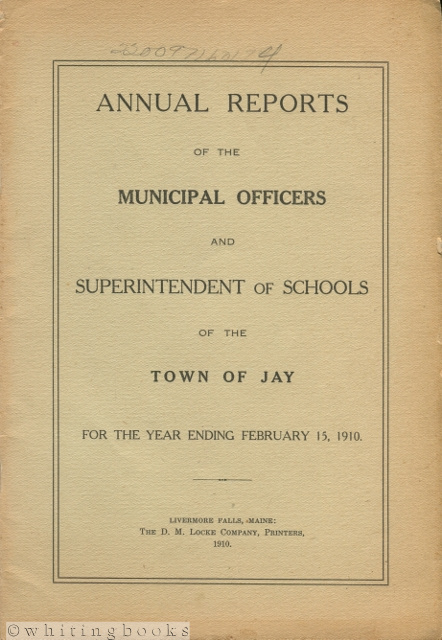 ANNUAL REPORTS
OF THE
MUNICIPAL OFFICERS
AND
SUPERINTENDENT OF SCHOOLS
OF THE
TOWN OF JAY
FOR THE YEAR ENDING FEBRUARY 15, 1910.
LIVERMORE FALLS, MAINE:
THE D. M. LOCKE COMPANY, PRINTERS,
1910.
©whitingbooks